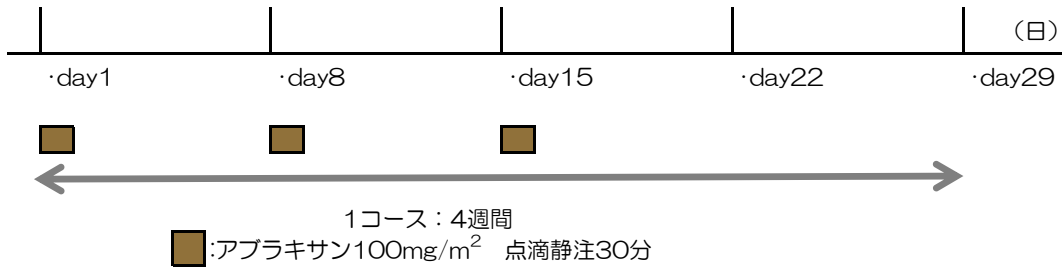 （日）
·day1 ·day8 ·day15 ·day22 ·day29
1コース：4週間
:アブラキサン100mg/m² 点滴静注30分